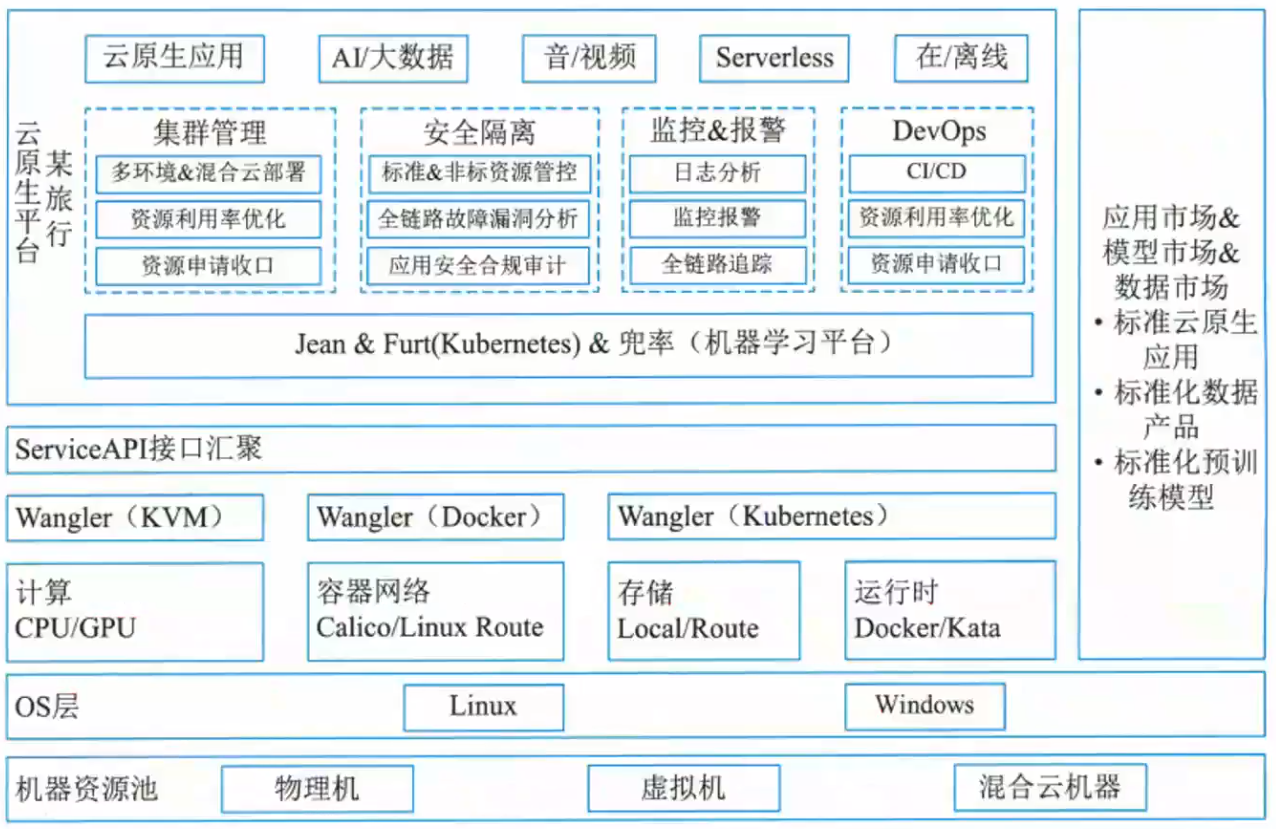 云原生应用
AI/大数据
音/视频
Serverless
在/离线
云原生平台
某旅行
集群管理
多环境&混合云部署
资源利用率优化
资源申请收口
安全隔离
标准&非标资源管控
全链路故障漏洞分析
应用安全合规审计
监控&报警
日志分析
监控报警
全链路追踪
DevOps
CI/CD
资源利用率优化
资源申请收口
Jean & Furt(Kubernetes) & 兜率（机器学习平台）
ServiceAPI接口汇聚
Wangler（KVM）
Wangler（Docker）
Wangler（Kubernetes）
计算
CPU/GPU
容器网络
Calico/Linux Route
存储
Local/Route
运行时
Docker/Kata
应用市场&
模型市场&
数据市场
• 标准云原生
应用
• 标准化数据
产品
• 标准化预训
练模型
OS层
Linux
Windows
机器资源池
物理机
虚拟机
混合云机器